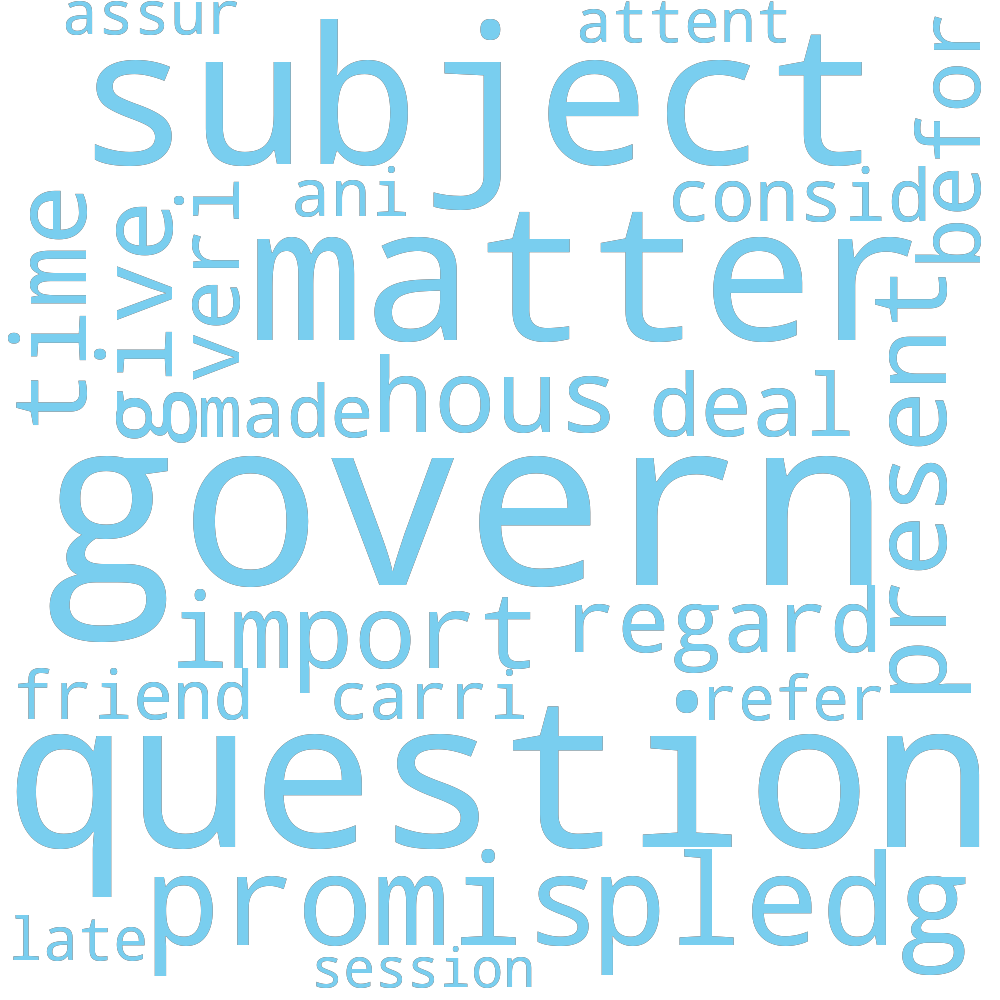 assur
attent
subject
befor
ani
consid
time
give
veri
matter
present
made
hous
deal
govern
import
regard
friend
carri
refer
question
promis
pledg
late
session